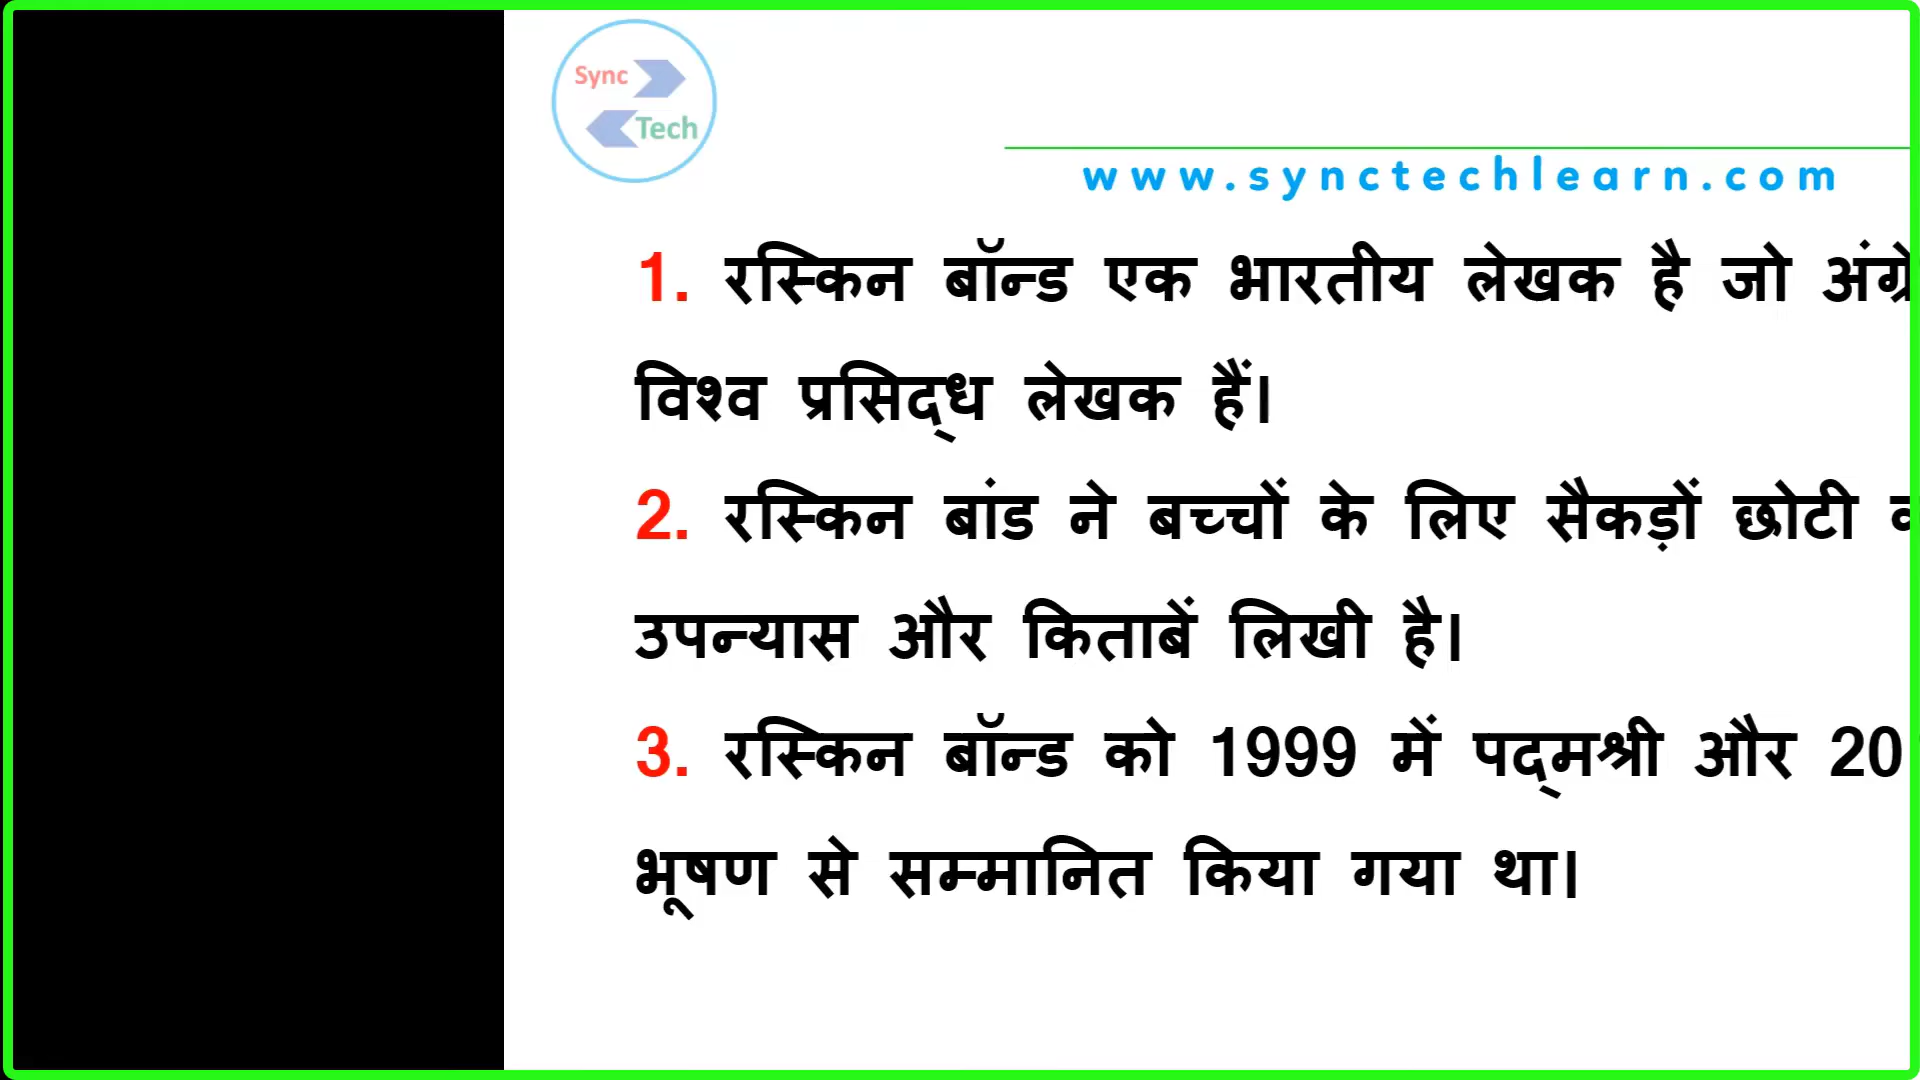 Sync
Tech
www.synctechlearn.com
1. रस्किन बॉन्ड एक भारतीय लेखक है जो
विश्व प्रसिद्ध लेखक हैं।
2. रस्किन बांड ने बच्चों के लिए सैकड़ों छोटी
उपन्यास और किताबें लिखी है।
3. रस्किन बॉन्ड को 1999 में पद्मश्री और 20
भूषण से सम्मानित किया गया था।